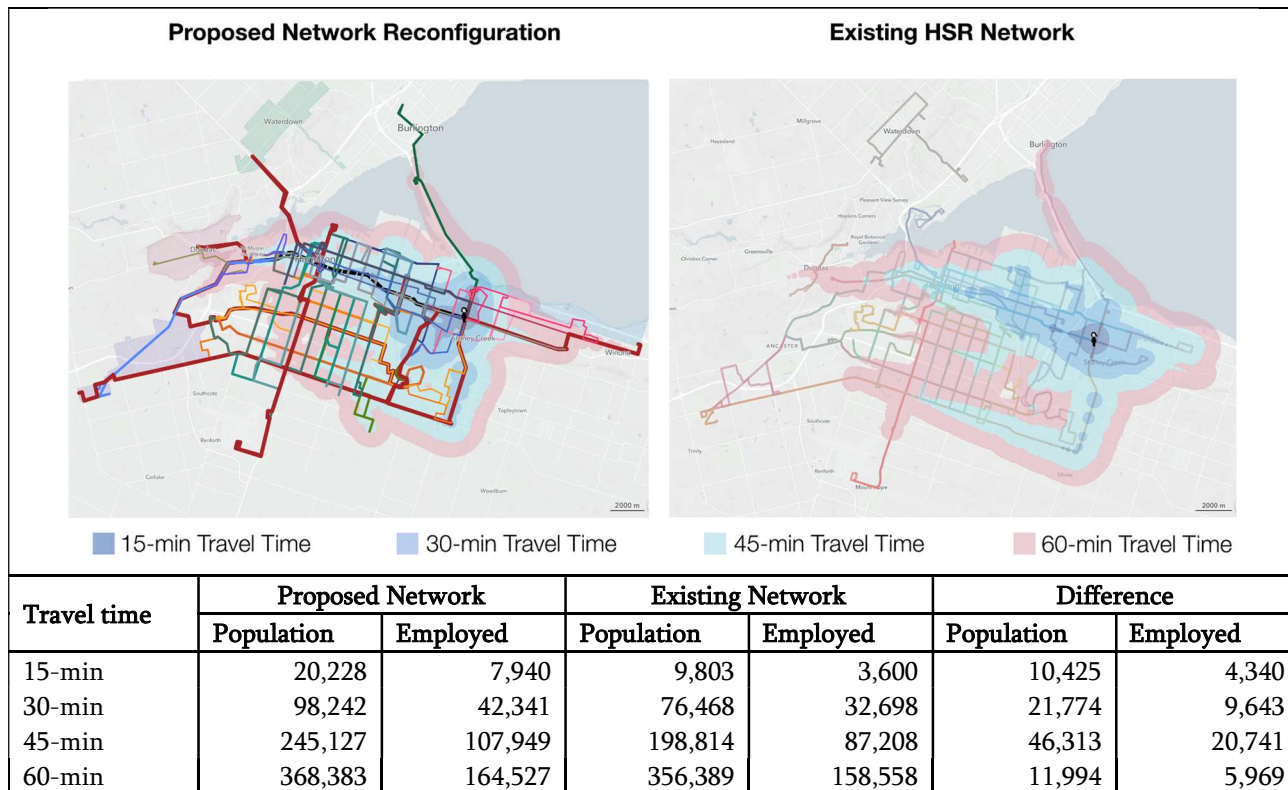 Proposed Network Reconfiguration
Existing HSR Network
Waterdown
Burlington
Stoney Creek
Winona
Southcote
Renforth
Carluke
Tapleytown
Woodburn
2000 m
Millgrove
Hayesland
Waterdown
Burlington
Pleasant View Survey
Hopkins Corners
Royal Botanical
Gardens
Greensville
Christies Corner
Dundas
ANCASTER
Stoney Creek
Southcote
Trinity
Renforth
Mount Hope
Elfrida
2000 m
15-min Travel Time
30-min Travel Time
45-min Travel Time
60-min Travel Time
Travel time Proposed Network Existing Network Difference
Population Employed Population Employed Population Employed
15-min 20,228 7,940 9,803 3,600 10,425 4,340
30-min 98,242 42,341 76,468 32,698 21,774 9,643
45-min 245,127 107,949 198,814 87,208 46,313 20,741
60-min 368,383 164,527 356,389 158,558 11,994 5,969